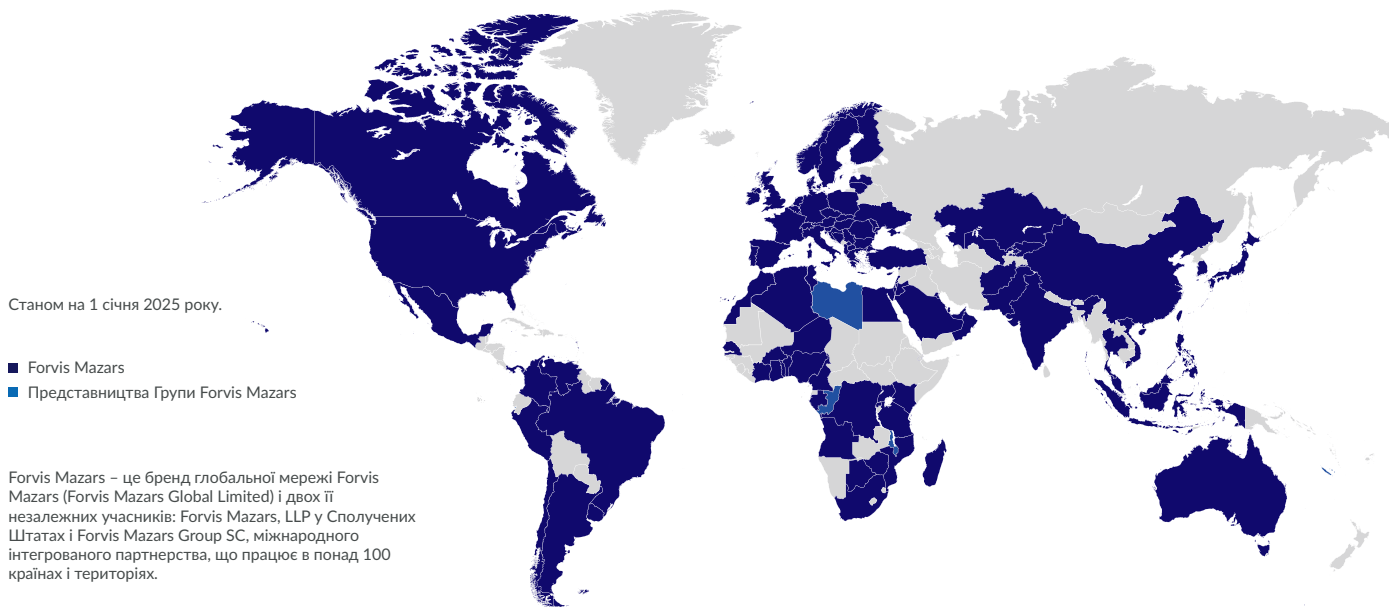 Станом на 1 січня 2025 року.
Forvis Mazars
Представництва Групи Forvis Mazars
Forvis Mazars – це бренд глобальної мережі Forvis
Mazars (Forvis Mazars Global Limited) і двох її
незалежних учасників: Forvis Mazars, LLP у Сполучених
Штатах і Forvis Mazars Group SC, міжнародного
інтегрованого партнерства, що працює в понад 100
країнах і територіях.